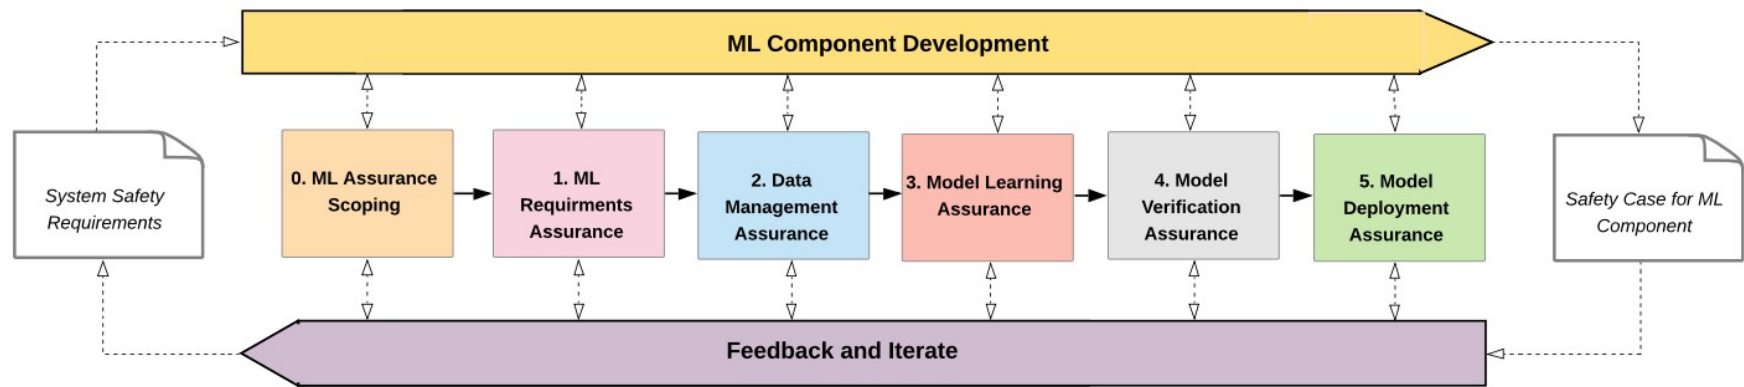 ML Component Development
System Safety
Requirements
0. ML Assurance
Scoping
1. ML
Requirments
Assurance
2. Data
Management
Assurance
3. Model Learning
Assurance
4. Model
Verification
Assurance
5. Model
Deployment
Assurance
Safety Case for ML
Component
Feedback and Iterate